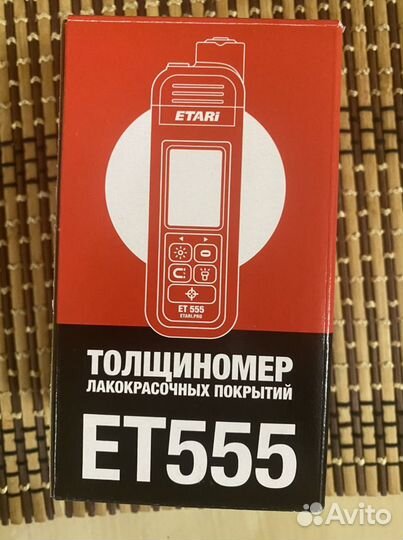 ETARI
ET 555
ETARI.PRO
ТОЛЩИНОМЕР
ЛАКОКРАСОЧНЫХ ПОКРЫТИЙ
ET555
Avito